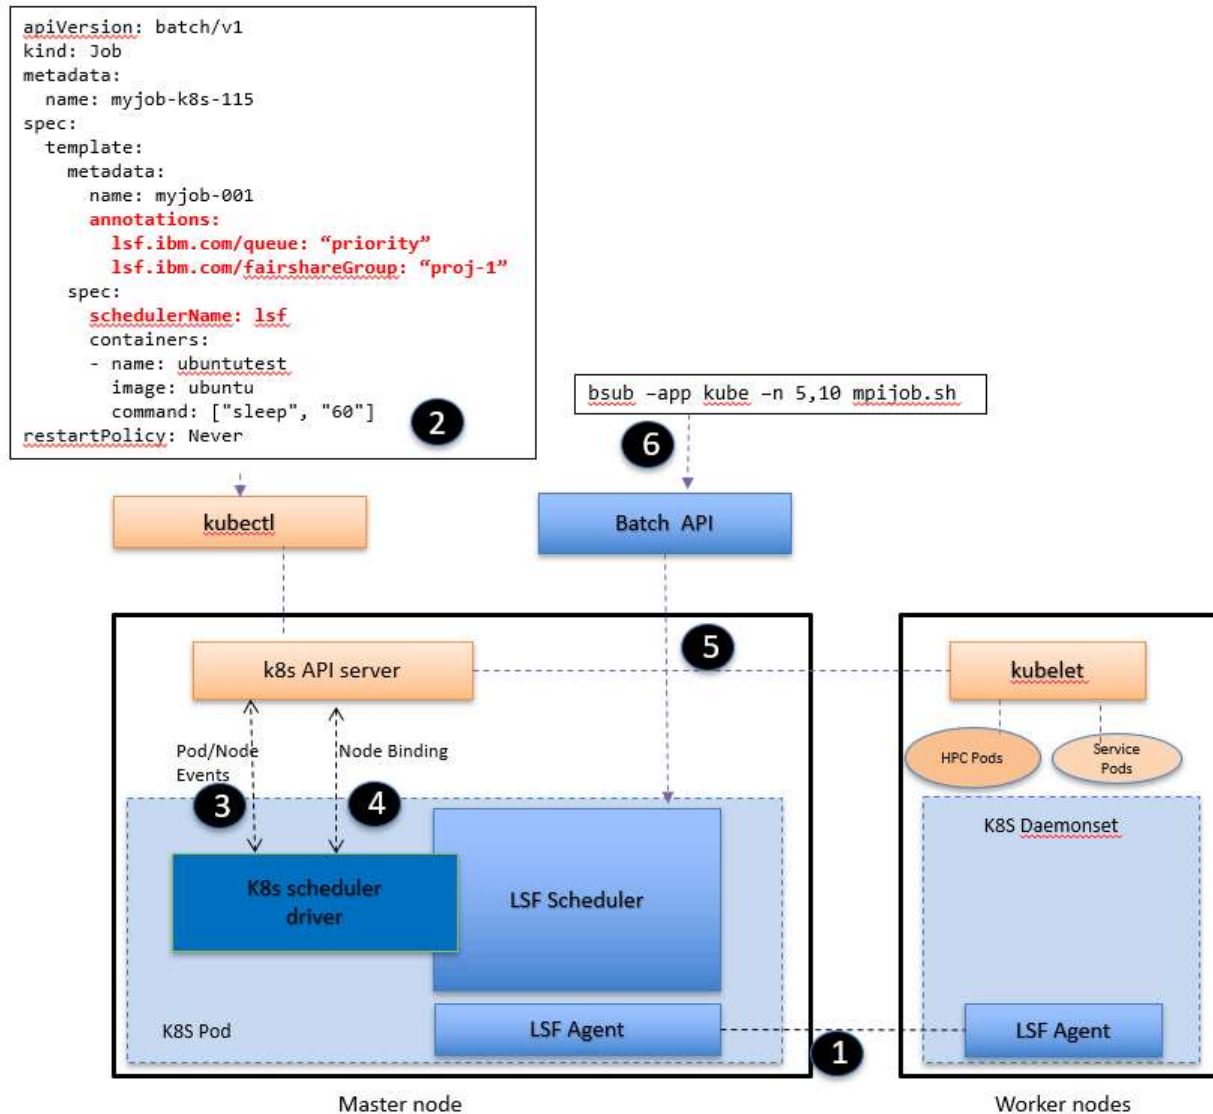 apiVersion: batch/v1
kind: Job
metadata:
  name: myjob-k8s-115
spec:
  template:
    metadata:
      name: myjob-001
      annotations:
        lsf.ibm.com/queue: “priority”
        lsf.ibm.com/fairshareGroup: “proj-1”
    spec:
      schedulerName: lsf
      containers:
      - name: ubuntutest
        image: ubuntu
        command: ["sleep", "60"]
restartPolicy: Never
2
bsub –app kube –n 5,10 mpijob.sh
6
kubectl
Batch API
k8s API server
5
kubelet
Pod/Node
Events
Node Binding
HPC Pods
Service
Pods
3
4
K8S Daemonset
K8s scheduler
driver
LSF Scheduler
K8S Pod
LSF Agent
LSF Agent
1
Master node
Worker nodes